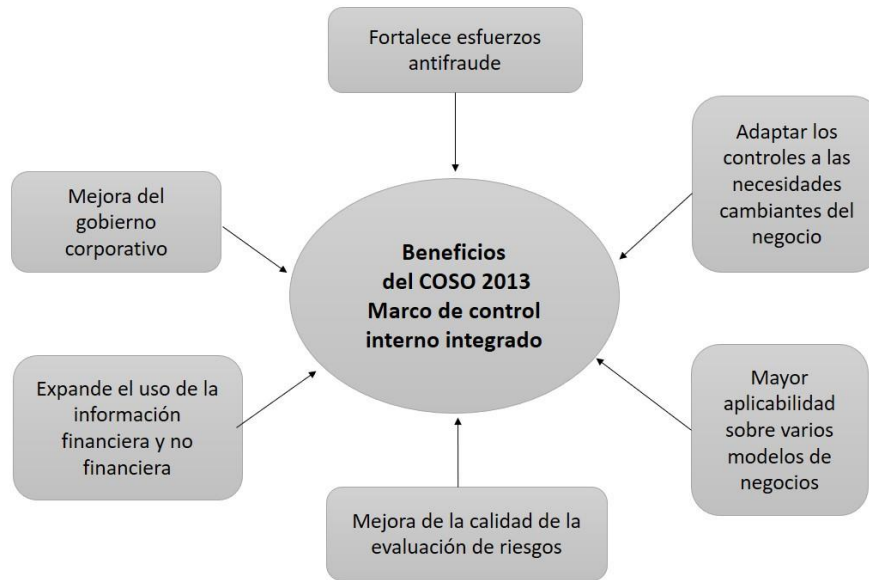 Fortalece esfuerzos
antifraude
Adaptar los
controles a las
necesidades
cambiantes del
negocio
Mejora del
gobierno
corporativo
Beneficios
del COSO 2013
Marco de control
interno integrado
Expande el uso de la
información
financiera y no
financiera
Mayor
aplicabilidad
sobre varios
modelos de
negocios
Mejora de la calidad de la
evaluación de riesgos